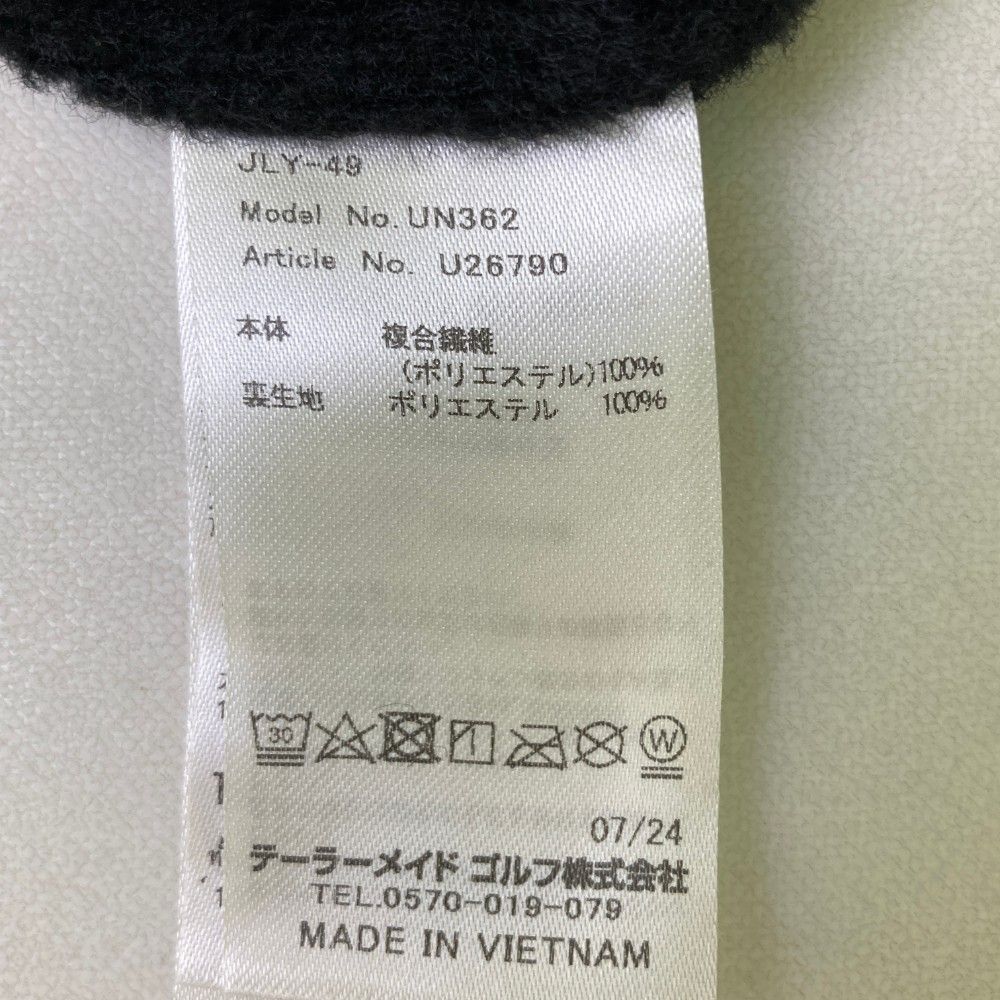 JLY-49
Model No. UN362
Article No. U26790
本体 複合繊維
(ポリエステル)100%
裏生地 ポリエステル 100%
30 1 W
07/24
テーラーメイド ゴルフ株式会社
TEL.0570-019-079
MADE IN VIETNAM